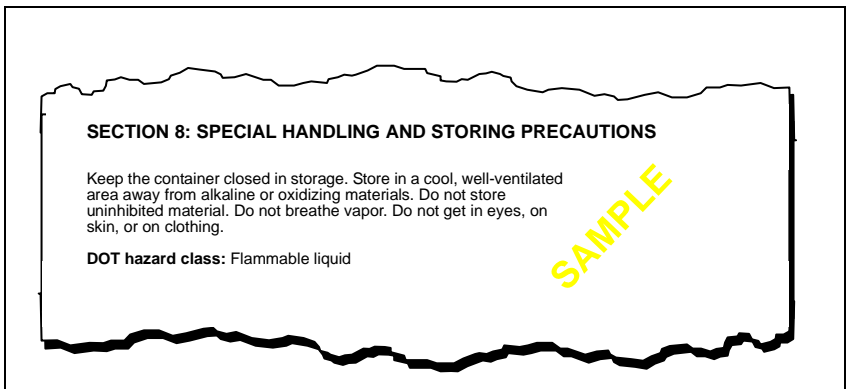 SECTION 8: SPECIAL HANDLING AND STORING PRECAUTIONS
Keep the container closed in storage. Store in a cool, well-ventilated
area away from alkaline or oxidizing materials. Do not store
uninhibited material. Do not breathe vapor. Do not get in eyes, on
skin, or on clothing.
DOT hazard class: Flammable liquid
SAMPLE